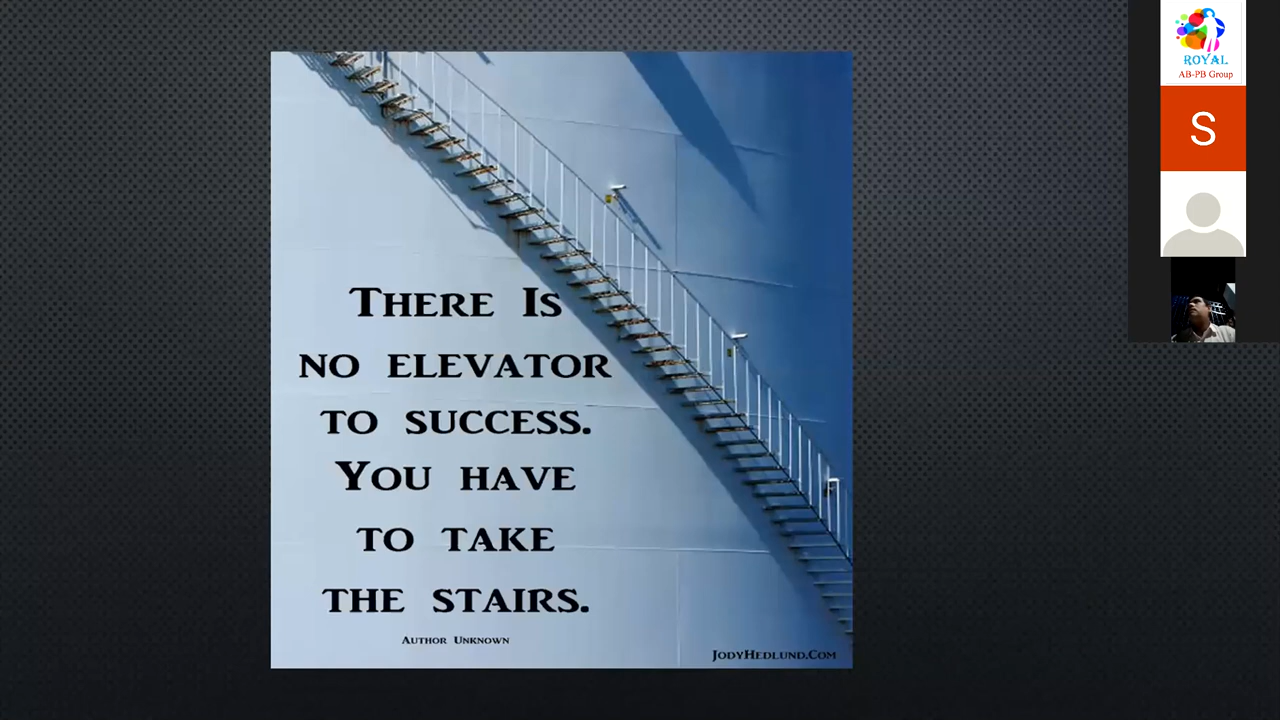 There Is
no elevator
to success.
You have
to take
the stairs.
Author Unknown
JodyHedlund.Com
ROYAL
AB-PB Group
S